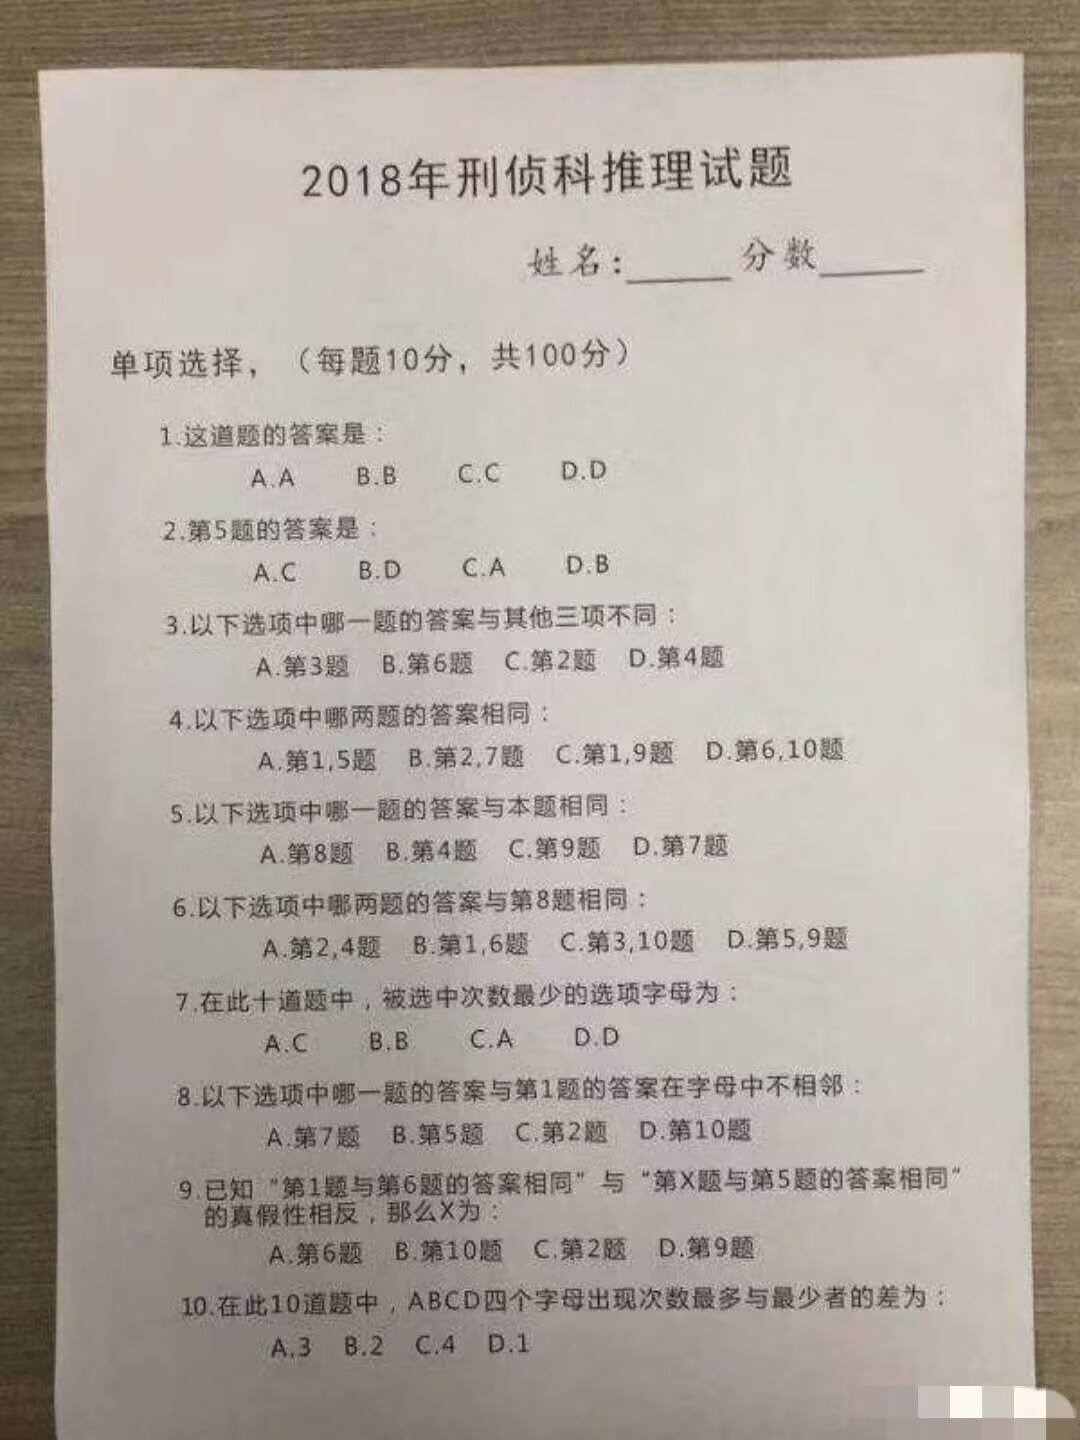 2018年刑侦科推理试题
姓名：_____ 分数_____
单项选择，（每题10分，共100分）
1.这道题的答案是：
A.A B.B C.C D.D
2.第5题的答案是：
A.C B.D C.A D.B
3.以下选项中哪一题的答案与其他三项不同：
A.第3题 B.第6题 C.第2题 D.第4题
4.以下选项中哪两题的答案相同：
A.第1,5题 B.第2,7题 C.第1,9题 D.第6,10题
5.以下选项中哪一题的答案与本题相同：
A.第8题 B.第4题 C.第9题 D.第7题
6.以下选项中哪两题的答案与第8题相同：
A.第2,4题 B.第1,6题 C.第3,10题 D.第5,9题
7.在此十道题中，被选中次数最少的选项字母为：
A.C B.B C.A D.D
8.以下选项中哪一题的答案与第1题的答案在字母中不相邻：
A.第7题 B.第5题 C.第2题 D.第10题
9.已知“第1题与第6题的答案相同”与“第X题与第5题的答案相同”
的真假性相反，那么X为：
A.第6题 B.第10题 C.第2题 D.第9题
10.在此10道题中，ABCD四个字母出现次数最多与最少者的差为：
A.3 B.2 C.4 D.1